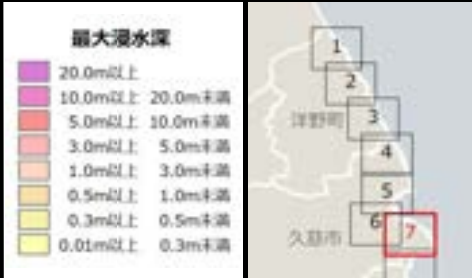 最大浸水深
20.0m以上
10.0m以上 20.0m未満
5.0m以上 10.0m未満
3.0m以上 5.0m未満
1.0m以上 3.0m未満
0.5m以上 1.0m未満
0.3m以上 0.5m未満
0.01m以上 0.3m未満
1
2
3
洋野町
4
5
6
7
久慈市